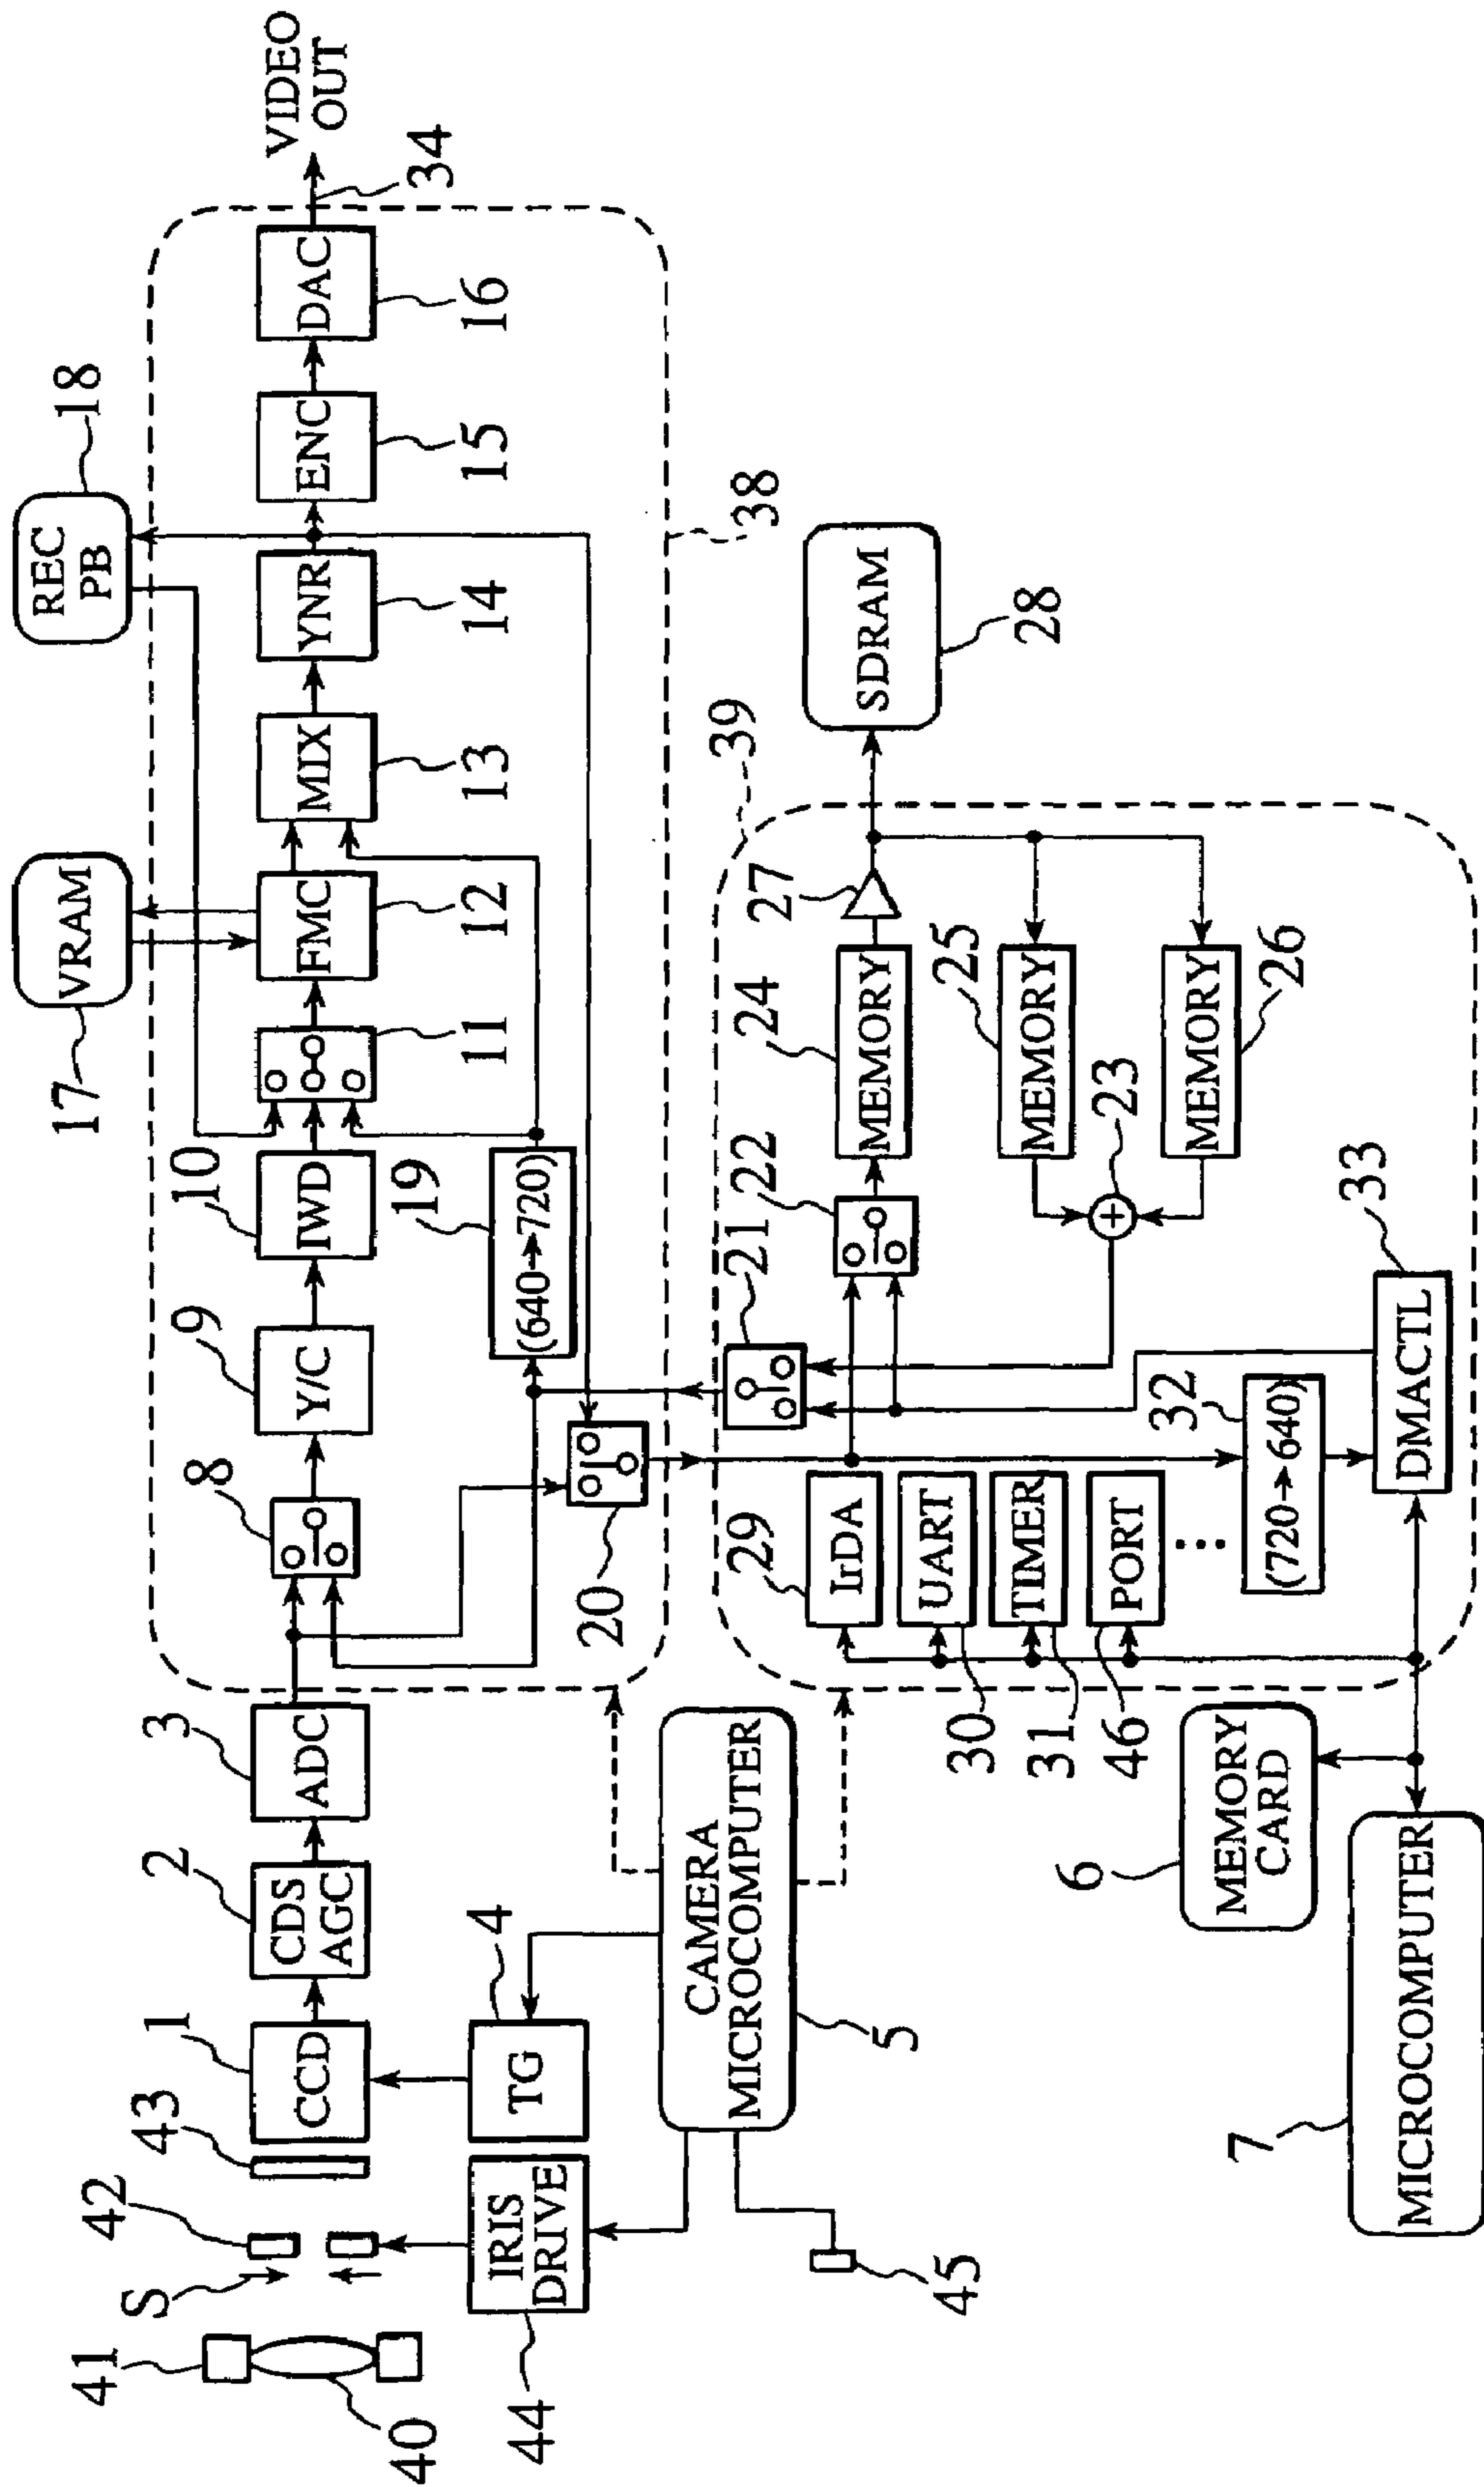 17
VRAM
REC
PB
18
41
40
S
42
43
1
CCD
2
CDS
AGC
3
ADC
8
9
Y/C
10
IWD
11
FMC
12
MIX
13
YNR
14
ENC
15
DAC
16
VIDEO
OUT
34
19
(640→720)
20
38
44
IRIS
DRIVE
4
TG
45
CAMERA
MICROCOMPUTER
5
39
21
22
24
MEMORY
27
SDRAM
28
25
MEMORY
23
+
MEMORY
26
29
IrDA
UART
30
TIMER
31
PORT
46
...
32
(720→640)
33
DMACTL
6
MEMORY
CARD
7
MICROCOMPUTER